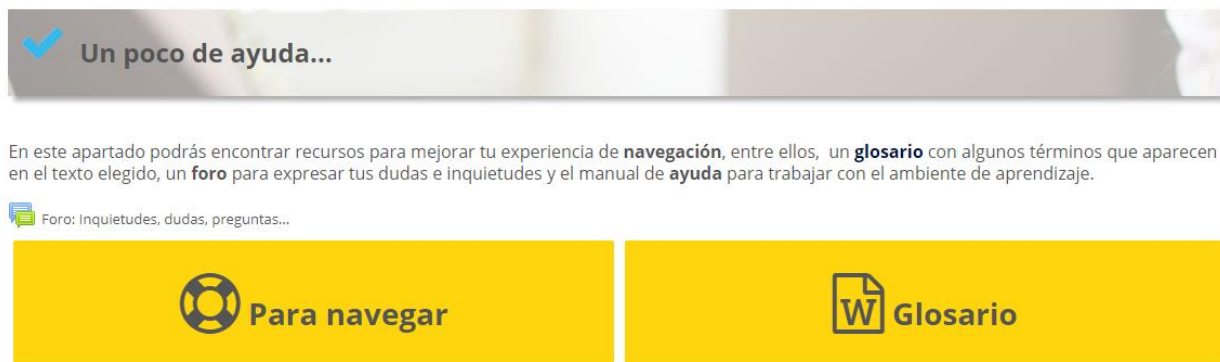 Un poco de ayuda...
En este apartado podrás encontrar recursos para mejorar tu experiencia de navegación, entre ellos, un glosario con algunos términos que aparecen
en el texto elegido, un foro para expresar tus dudas e inquietudes y el manual de ayuda para trabajar con el ambiente de aprendizaje.
Foro: Inquietudes, dudas, preguntas...
Para navegar
W Glosario